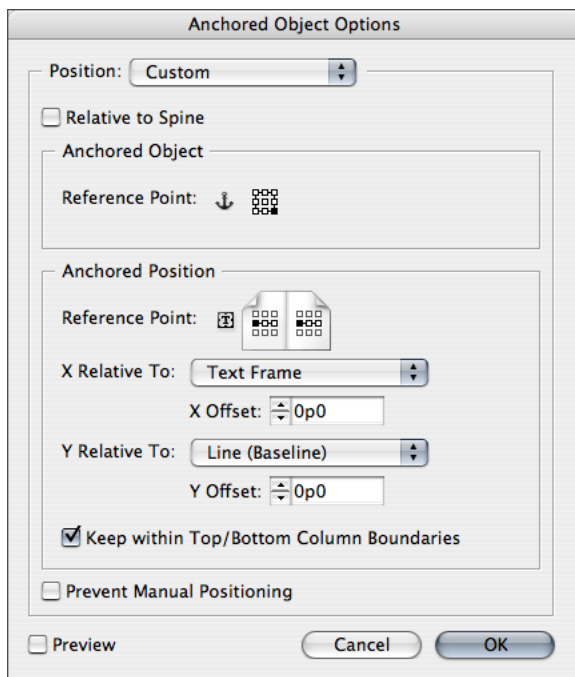 Anchored Object Options
Position: Custom
Relative to Spine
Anchored Object
Reference Point:
Anchored Position
Reference Point: T
X Relative To: Text Frame
X Offset: 0p0
Y Relative To: Line (Baseline)
Y Offset: 0p0
Keep within Top/Bottom Column Boundaries
Prevent Manual Positioning
Preview Cancel OK